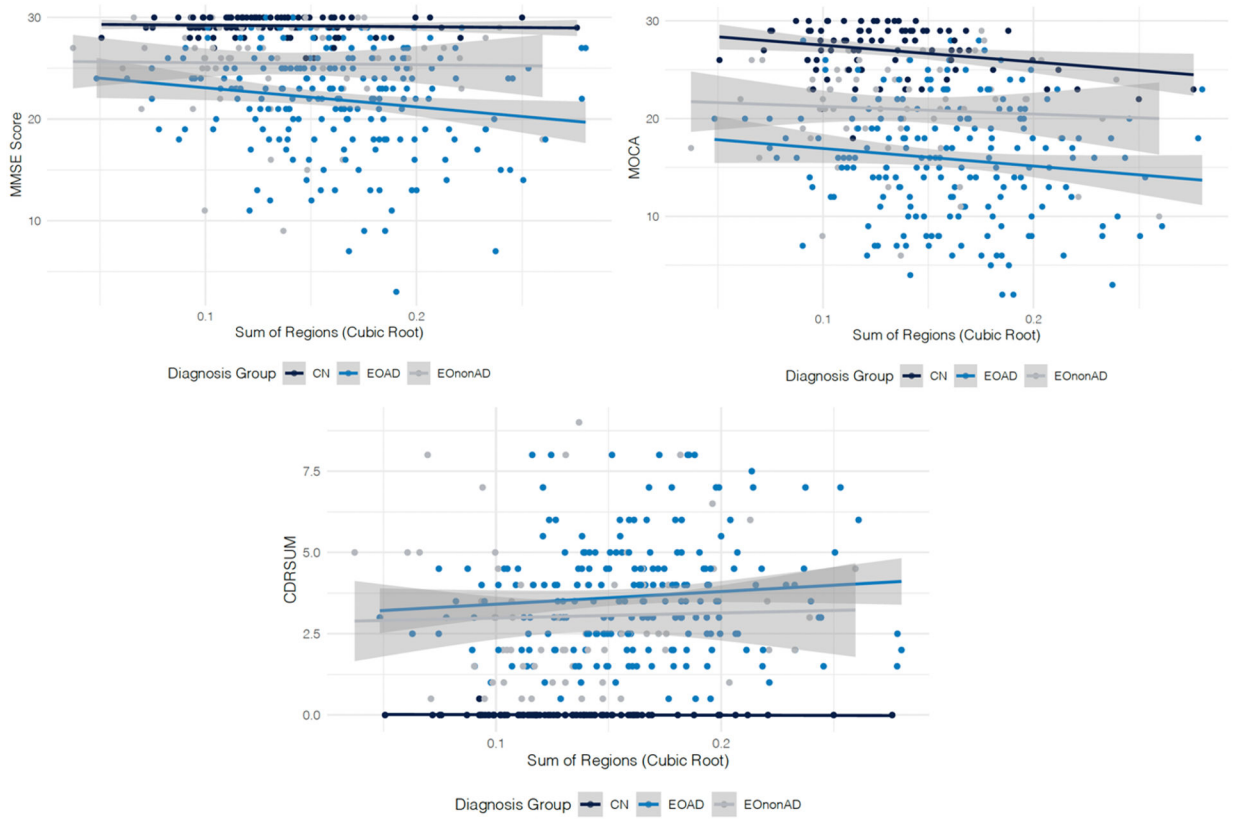 30
20
10
MMSE Score
0.1 0.2
Sum of Regions (Cubic Root)
Diagnosis Group CN EOAD EOnonAD
30
20
10
MOCA
0.1 0.2
Sum of Regions (Cubic Root)
Diagnosis Group CN EOAD EOnonAD
7.5
5.0
2.5
0.0
CDRSUM
0.1 0.2
Sum of Regions (Cubic Root)
Diagnosis Group CN EOAD EOnonAD